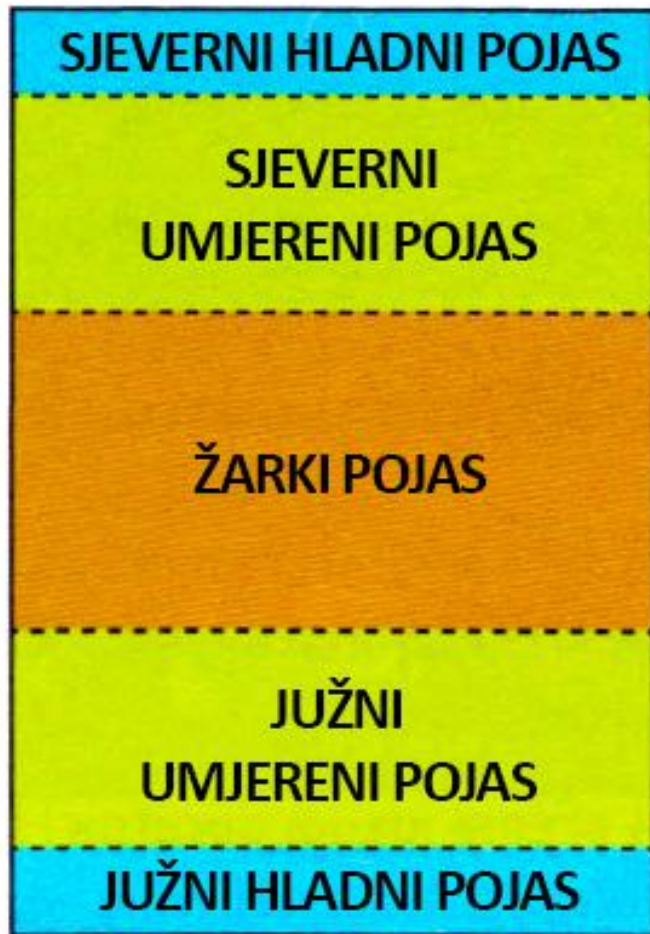 SJEVERNI HLADNI POJAS
SJEVERNI
UMJERENI POJAS
ŽARKI POJAS
JUŽNI
UMJERENI POJAS
JUŽNI HLADNI POJAS